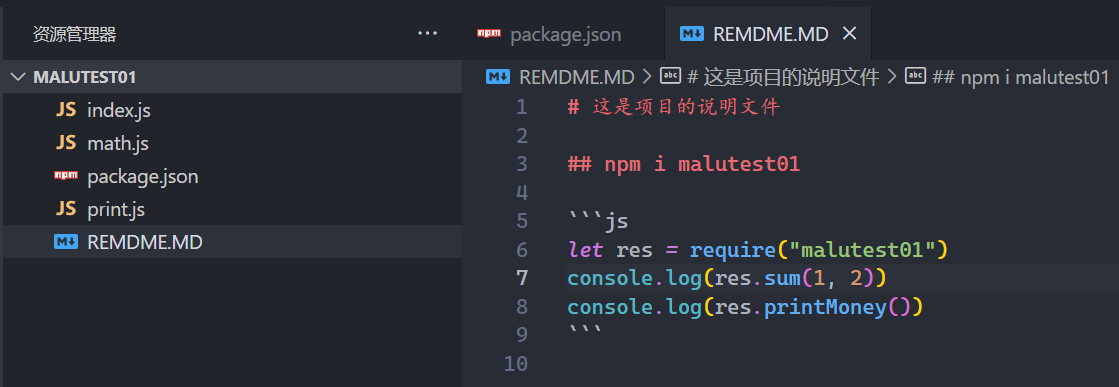 资源管理器 ···
MALUTEST01
JS index.js
JS math.js
npm package.json
JS print.js
M REMDME.MD
npm package.json
M REMDME.MD ×
M REMDME.MD > abc # 这是项目的说明文件 > abc ## npm i malutest01
1 # 这是项目的说明文件
2
3 ## npm i malutest01
4
5 ```js
6 let res = require("malutest01")
7 console.log(res.sum(1, 2))
8 console.log(res.printMoney())
9 ```
10